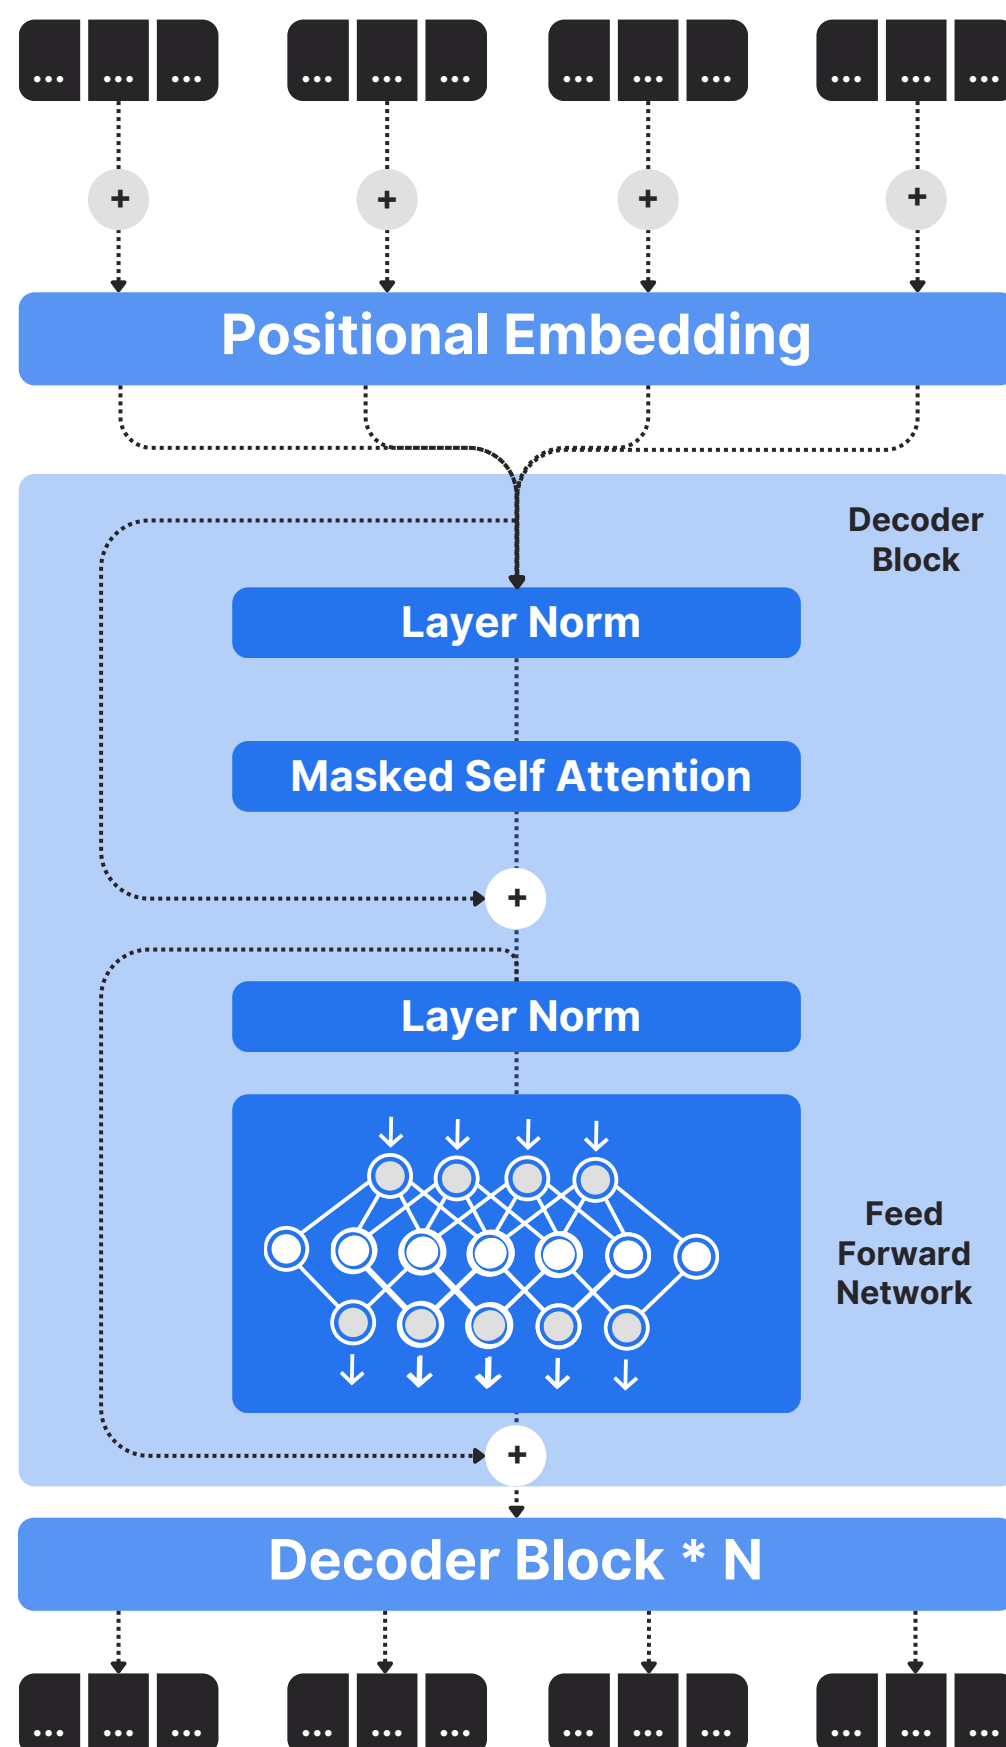 ... ... ... ... ... ... ... ... ... ... ... ...
+ + + +
Positional Embedding
Decoder
Block
Layer Norm
Masked Self Attention
+
Layer Norm
Feed
Forward
Network
+
Decoder Block * N
... ... ... ... ... ... ... ... ... ... ... ...